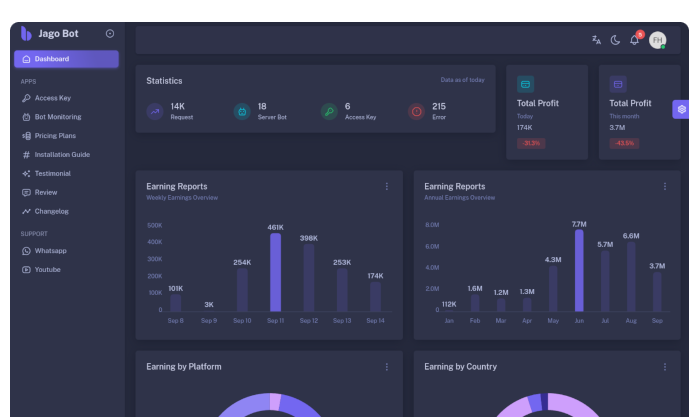 Jago Bot
Dashboard
APPS
Access Key
Bot Monitoring
Pricing Plans
Installation Guide
Testimonial
Review
Changelog
SUPPORT
Whatsapp
Youtube
FH
Statistics
Data as of today
14K
Request
18
Server Bot
6
Access Key
215
Error
Total Profit
Today
174K
-31.3%
Total Profit
This month
3.7M
-43.5%
Earning Reports
Weekly Earnings Overview
500K
400K
300K
200K
100K
0
101K
3K
254K
461K
398K
253K
174K
Sep 8
Sep 9
Sep 10
Sep 11
Sep 12
Sep 13
Sep 14
Earning Reports
Annual Earnings Overview
8.0M
6.0M
4.0M
2.0M
0
112K
1.6M
1.2M
1.3M
4.3M
7.7M
5.7M
6.6M
3.7M
Jan
Feb
Mar
Apr
May
Jun
Jul
Aug
Sep
Earning by Platform
Earning by Country